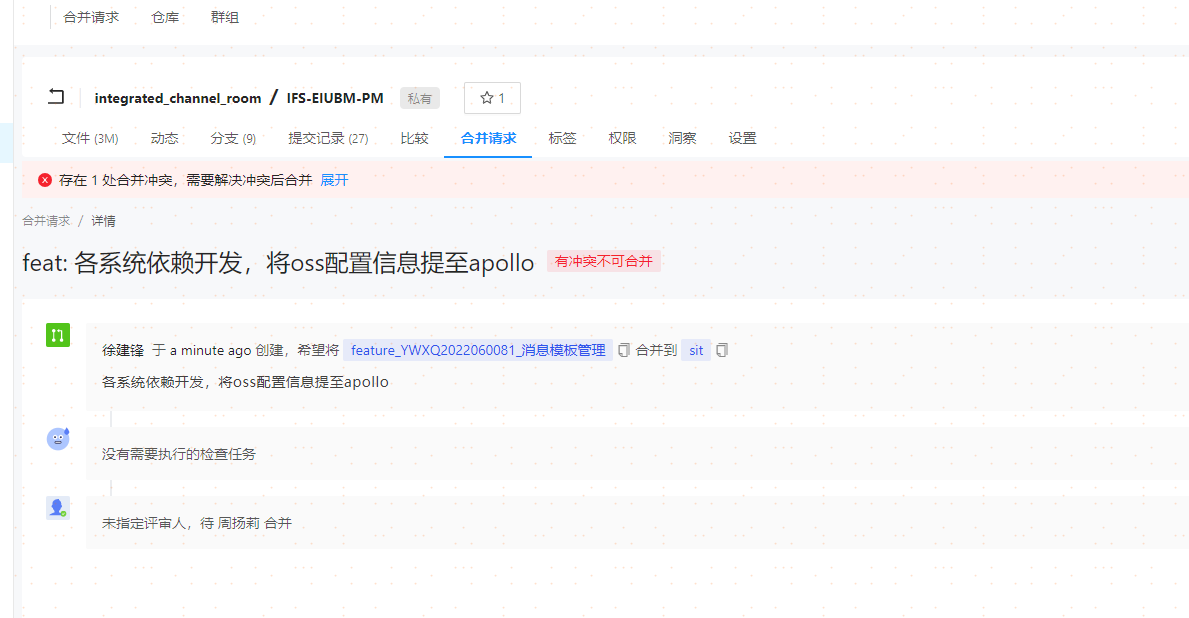 合并请求 仓库 群组
integrated_channel_room / IFS-EIUBM-PM 私有 1
文件 (3M) 动态 分支 (9) 提交记录 (27) 比较 合并请求 标签 权限 洞察 设置
存在 1 处合并冲突，需要解决冲突后合并 展开
合并请求 / 详情
feat: 各系统依赖开发，将oss配置信息提至apollo 有冲突不可合并
徐建锋 于 a minute ago 创建，希望将 feature_YWXQ2022060081_消息模板管理 合并到 sit
各系统依赖开发，将oss配置信息提至apollo
没有需要执行的检查任务
未指定评审人，待 周扬莉 合并